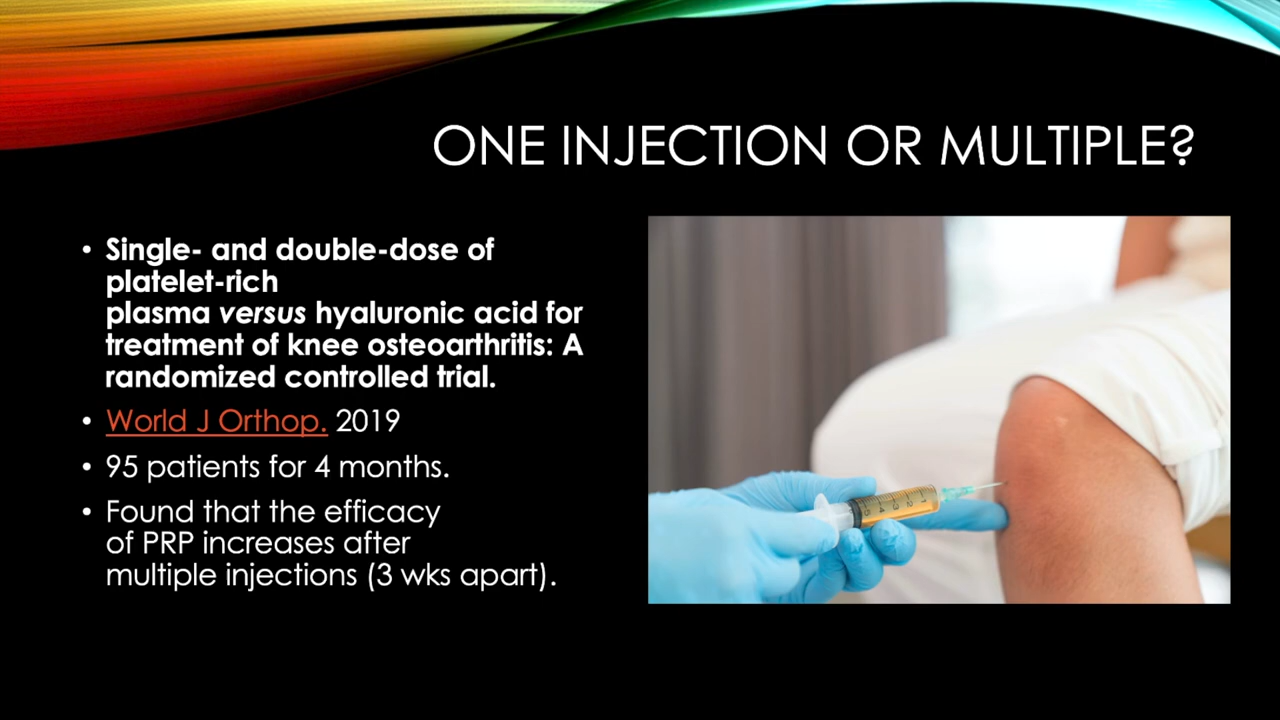 ONE INJECTION OR MULTIPLE?
• Single- and double-dose of
platelet-rich
plasma versus hyaluronic acid for
treatment of knee osteoarthritis: A
randomized controlled trial.
• World J Orthop. 2019
• 95 patients for 4 months.
• Found that the efficacy
of PRP increases after
multiple injections (3 wks apart).